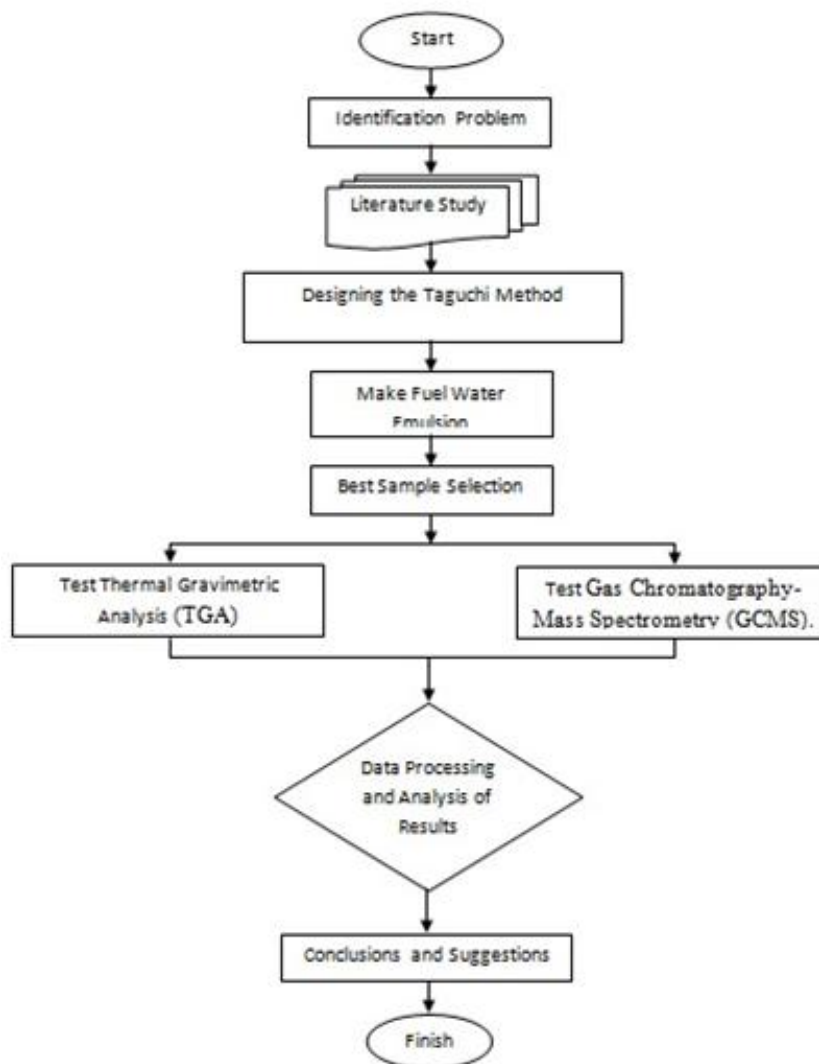 Start
Identification Problem
Literature Study
Designing the Taguchi Method
Make Fuel Water
Emulsion
Best Sample Selection
Test Thermal Gravimetric
Analysis (TGA)
Test Gas Chromatography-
Mass Spectrometry (GCMS).
Data Processing
and Analysis of
Results
Conclusions and Suggestions
Finish